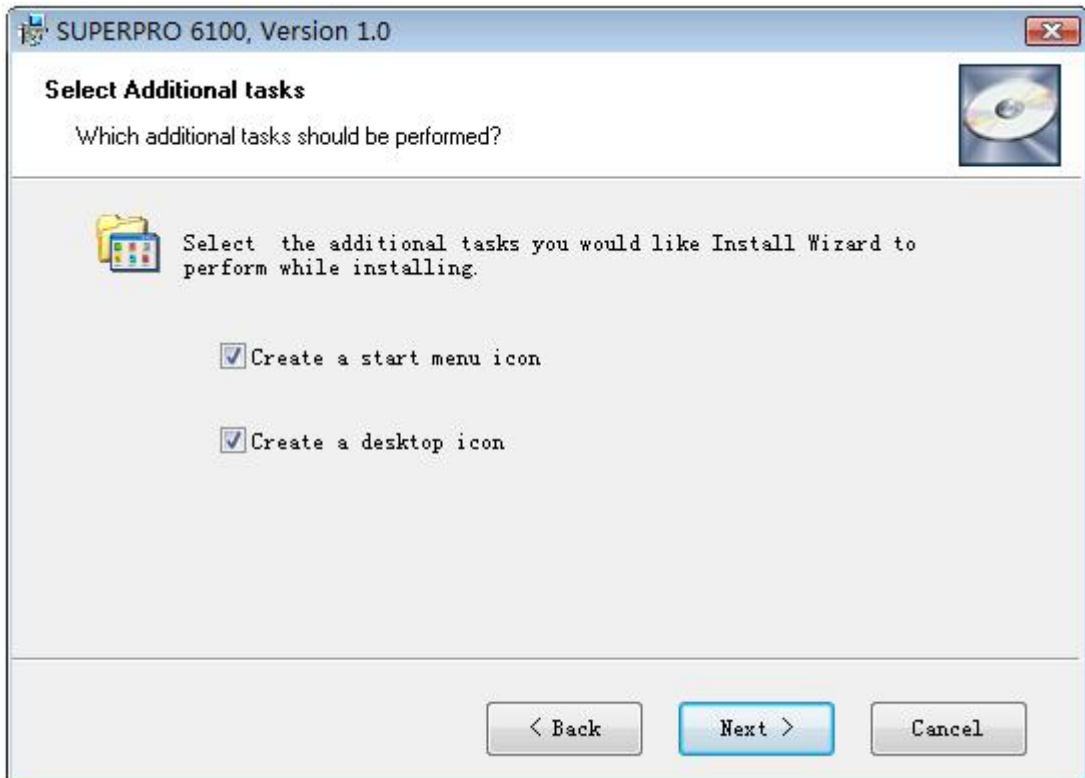 SUPERPRO 6100, Version 1.0
Select Additional tasks
Which additional tasks should be performed?
Select  the additional tasks you would like Install Wizard to
perform while installing.
Create a start menu icon
Create a desktop icon
< Back
Next >
Cancel